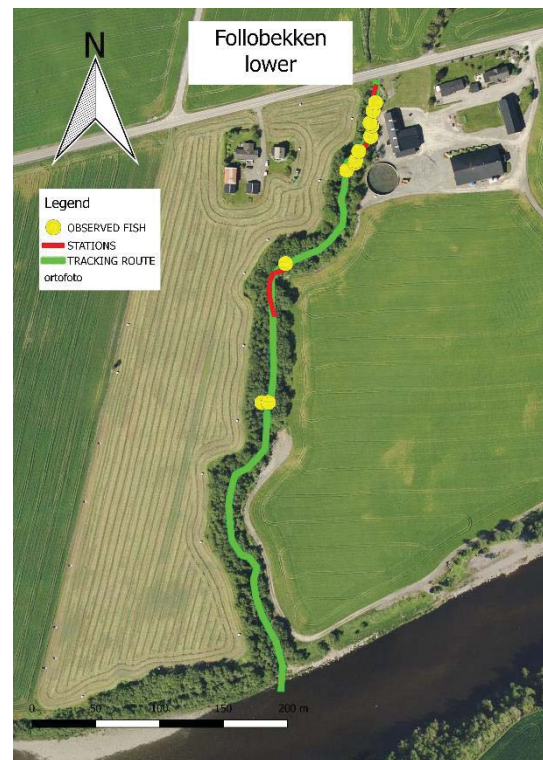 Follobekken
lower
N
Legend
OBSERVED FISH
STATIONS
TRACKING ROUTE
ortofoto
0 50 100 150 200 m